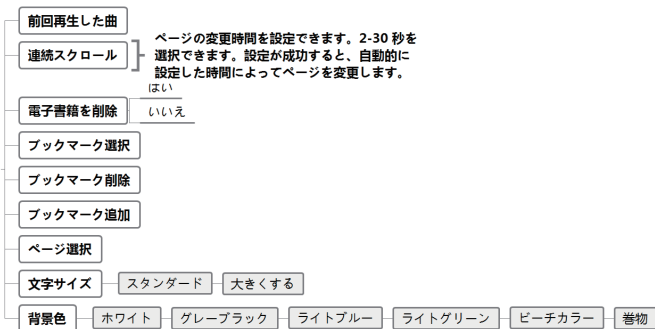 前回再生した曲
連続スクロール
ページの変更時間を設定できます。2-30 秒を
選択できます。設定が成功すると、自動的に
設定した時間によってページを変更します。
電子書籍を削除
はい
いいえ
ブックマーク選択
ブックマーク削除
ブックマーク追加
ページ選択
文字サイズ スタンダード 大きくする
背景色 ホワイト グレーブラック ライトブルー ライトグリーン ピーチカラー 巻物